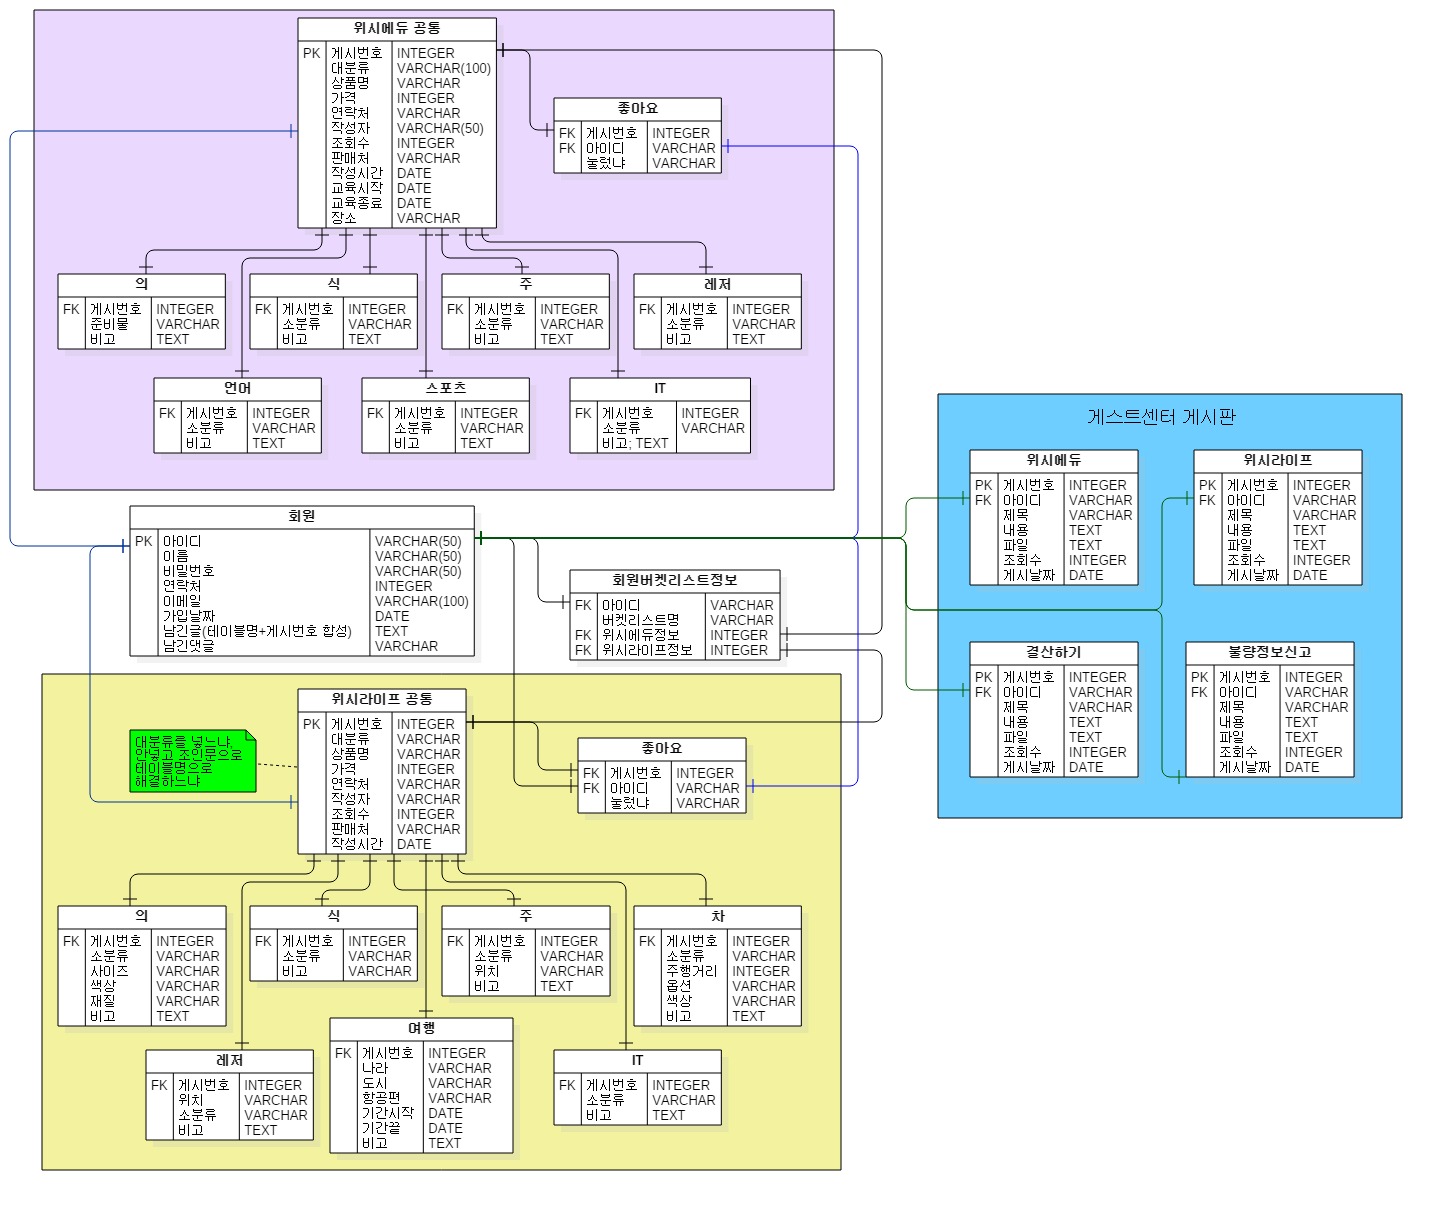 위시에듀 공통
PK 게시번호 INTEGER
대분류 VARCHAR(100)
상품명 VARCHAR
가격 INTEGER
연락처 VARCHAR
작성자 VARCHAR(50)
조회수 INTEGER
판매처 VARCHAR
작성시간 DATE
교육시작 DATE
교육종료 DATE
장소 VARCHAR
좋아요
FK 게시번호 INTEGER
FK 아이디 VARCHAR
눌렀냐 VARCHAR
의
FK 게시번호 INTEGER
준비물 VARCHAR
비고 TEXT
식
FK 게시번호 INTEGER
소분류 VARCHAR
비고 TEXT
주
FK 게시번호 INTEGER
소분류 VARCHAR
비고 TEXT
레저
FK 게시번호 INTEGER
소분류 VARCHAR
비고 TEXT
언어
FK 게시번호 INTEGER
소분류 VARCHAR
비고 TEXT
스포츠
FK 게시번호 INTEGER
소분류 VARCHAR
비고 TEXT
IT
FK 게시번호 INTEGER
소분류 VARCHAR
비고; TEXT
회원
PK 아이디 VARCHAR(50)
이름 VARCHAR(50)
비밀번호 VARCHAR(50)
연락처 INTEGER
이메일 VARCHAR(100)
가입날짜 DATE
남긴글(테이블명+게시번호 합성) TEXT
남긴댓글 VARCHAR
회원버켓리스트정보
FK 아이디 VARCHAR
버켓리스트명 VARCHAR
FK 위시에듀정보 INTEGER
FK 위시라이프정보 INTEGER
게스트센터 게시판
위시에듀
PK 게시번호 INTEGER
FK 아이디 VARCHAR
제목 VARCHAR
내용 TEXT
파일 TEXT
조회수 INTEGER
게시날짜 DATE
위시라이프
PK 게시번호 INTEGER
FK 아이디 VARCHAR
제목 VARCHAR
내용 TEXT
파일 TEXT
조회수 INTEGER
게시날짜 DATE
결산하기
PK 게시번호 INTEGER
FK 아이디 VARCHAR
제목 VARCHAR
내용 TEXT
파일 TEXT
조회수 INTEGER
게시날짜 DATE
불량정보신고
PK 게시번호 INTEGER
FK 아이디 VARCHAR
제목 VARCHAR
내용 TEXT
파일 TEXT
조회수 INTEGER
게시날짜 DATE
위시라이프 공통
PK 게시번호 INTEGER
대분류 VARCHAR
상품명 VARCHAR
가격 INTEGER
연락처 VARCHAR
작성자 VARCHAR
조회수 INTEGER
판매처 VARCHAR
작성시간 DATE
대분류를 넣느냐,
안넣고 조인문으로
테이블명으로
해결하느냐
좋아요
FK 게시번호 INTEGER
FK 아이디 VARCHAR
눌렀냐 VARCHAR
의
FK 게시번호 INTEGER
소분류 VARCHAR
사이즈 VARCHAR
색상 VARCHAR
재질 VARCHAR
비고 TEXT
식
FK 게시번호 INTEGER
소분류 VARCHAR
비고 VARCHAR
주
FK 게시번호 INTEGER
소분류 VARCHAR
위치 VARCHAR
비고 TEXT
차
FK 게시번호 INTEGER
소분류 VARCHAR
주행거리 INTEGER
옵션 VARCHAR
색상 VARCHAR
비고 TEXT
레저
FK 게시번호 INTEGER
위치 VARCHAR
소분류 VARCHAR
비고 TEXT
여행
FK 게시번호 INTEGER
나라 VARCHAR
도시 VARCHAR
항공편 VARCHAR
기간시작 DATE
기간끝 DATE
비고 TEXT
IT
FK 게시번호 INTEGER
소분류 VARCHAR
비고 TEXT